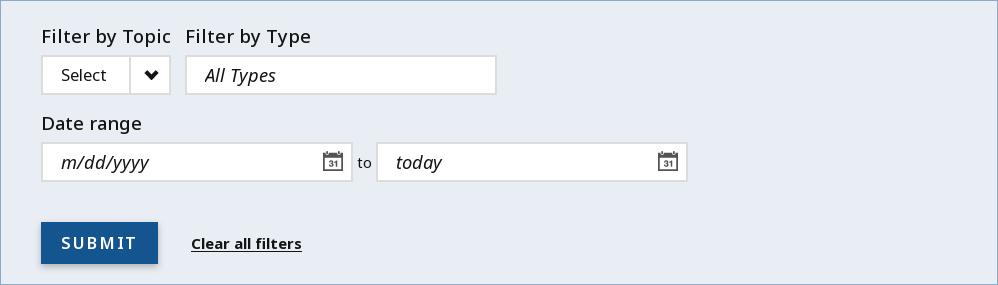 Filter by Topic Filter by Type
Select All Types
Date range
m/dd/yyyy 31 to today 31
SUBMIT Clear all filters